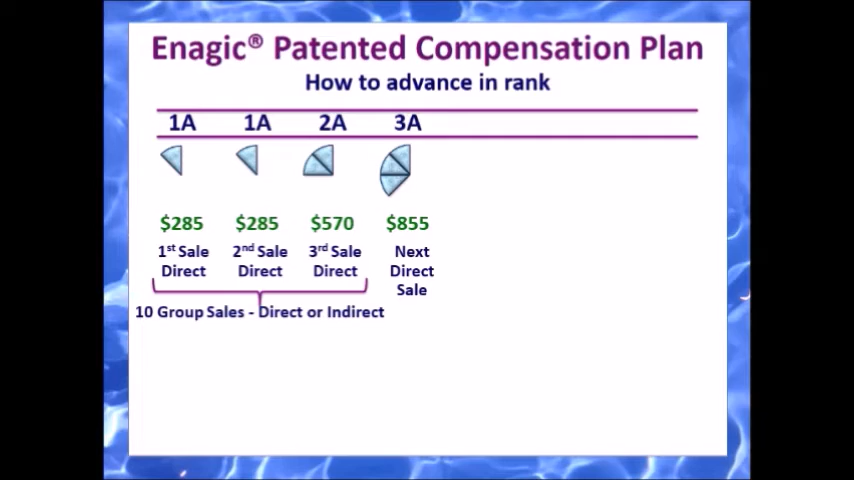 Enagic® Patented Compensation Plan
How to advance in rank
1A 1A 2A 3A
$285 $285 $570 $855
1st Sale 2nd Sale 3rd Sale Next
Direct Direct Direct Direct
Sale
10 Group Sales - Direct or Indirect